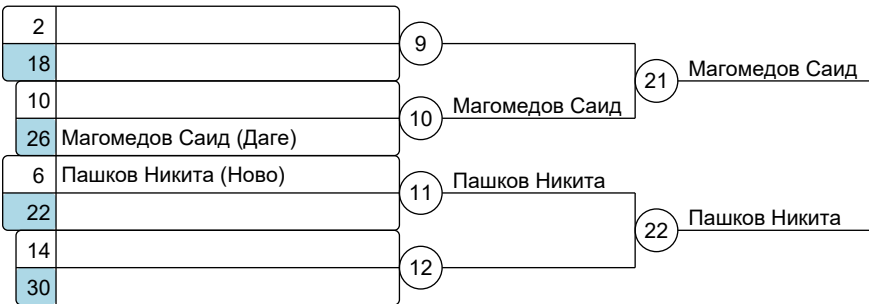 2
9
18
21 Магомедов Саид
10
10 Магомедов Саид
26 Магомедов Саид (Даге)
6 Пашков Никита (Ново)
11 Пашков Никита
22
22 Пашков Никита
14
12
30